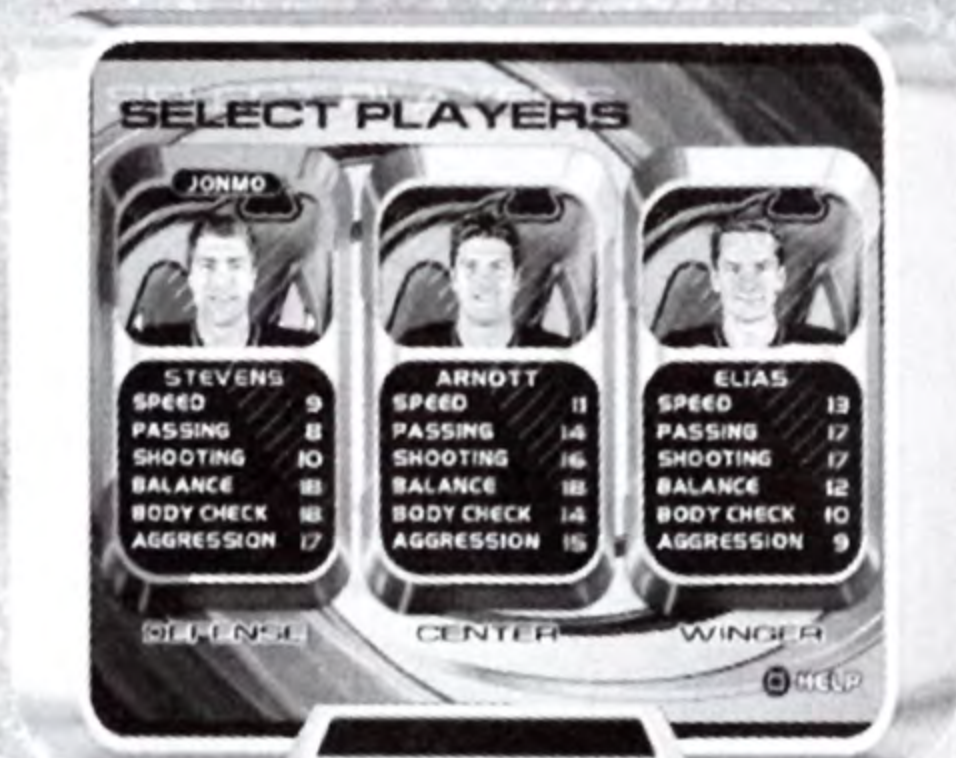 SELECT PLAYERS
JONMO
STEVENS
SPEED 9
PASSING 8
SHOOTING 10
BALANCE 18
BODY CHECK 18
AGGRESSION 17
DEFENSE
ARNOTT
SPEED 11
PASSING 14
SHOOTING 16
BALANCE 18
BODY CHECK 14
AGGRESSION 15
CENTER
ELIAS
SPEED 13
PASSING 17
SHOOTING 17
BALANCE 12
BODY CHECK 10
AGGRESSION 9
WINGER
HELP